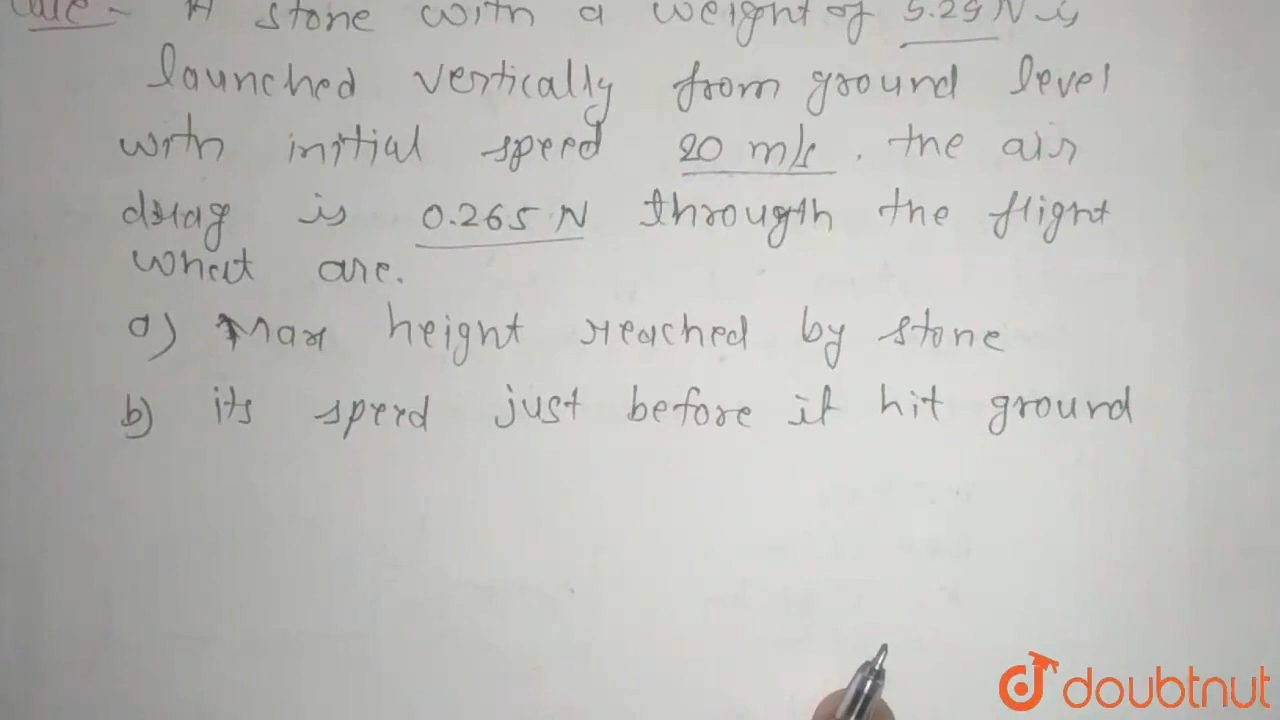 A stone with a weight of 5.29 N is
launched vertically from ground level
with initial speed 20 m/s. the air
drag is 0.265 N througth the flight
what are.
a) Max height reached by stone
b) its speed just before it hit ground
doubtnut